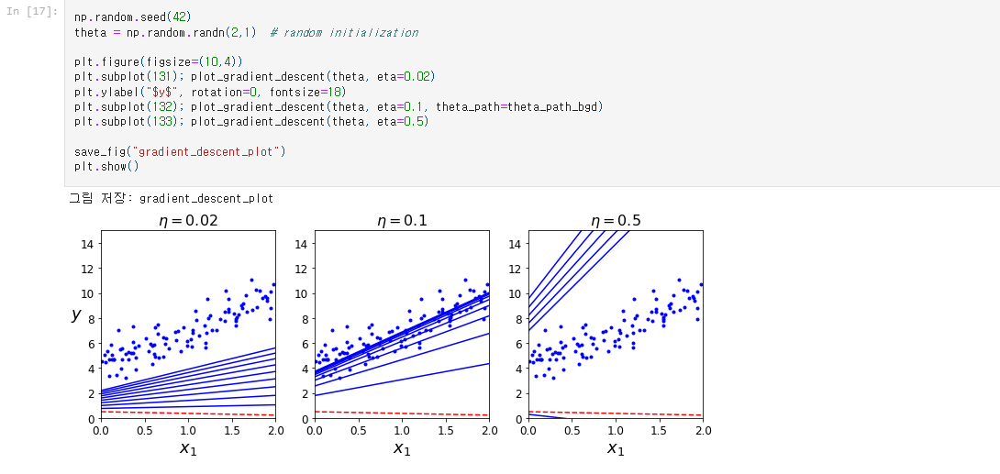 In [17]:
np.random.seed(42)
theta = np.random.randn(2,1)  # random initialization
plt.figure(figsize=(10,4))
plt.subplot(131); plot_gradient_descent(theta, eta=0.02)
plt.ylabel("$y$", rotation=0, fontsize=18)
plt.subplot(132); plot_gradient_descent(theta, eta=0.1, theta_path=theta_path_bgd)
plt.subplot(133); plot_gradient_descent(theta, eta=0.5)
save_fig("gradient_descent_plot")
plt.show()
그림 저장: gradient_descent_plot
η = 0.02
14
12
10
8
6
4
2
0
y
0.0 0.5 1.0 1.5 2.0
x₁
η = 0.1
14
12
10
8
6
4
2
0
0.0 0.5 1.0 1.5 2.0
x₁
η = 0.5
14
12
10
8
6
4
2
0
0.0 0.5 1.0 1.5 2.0
x₁